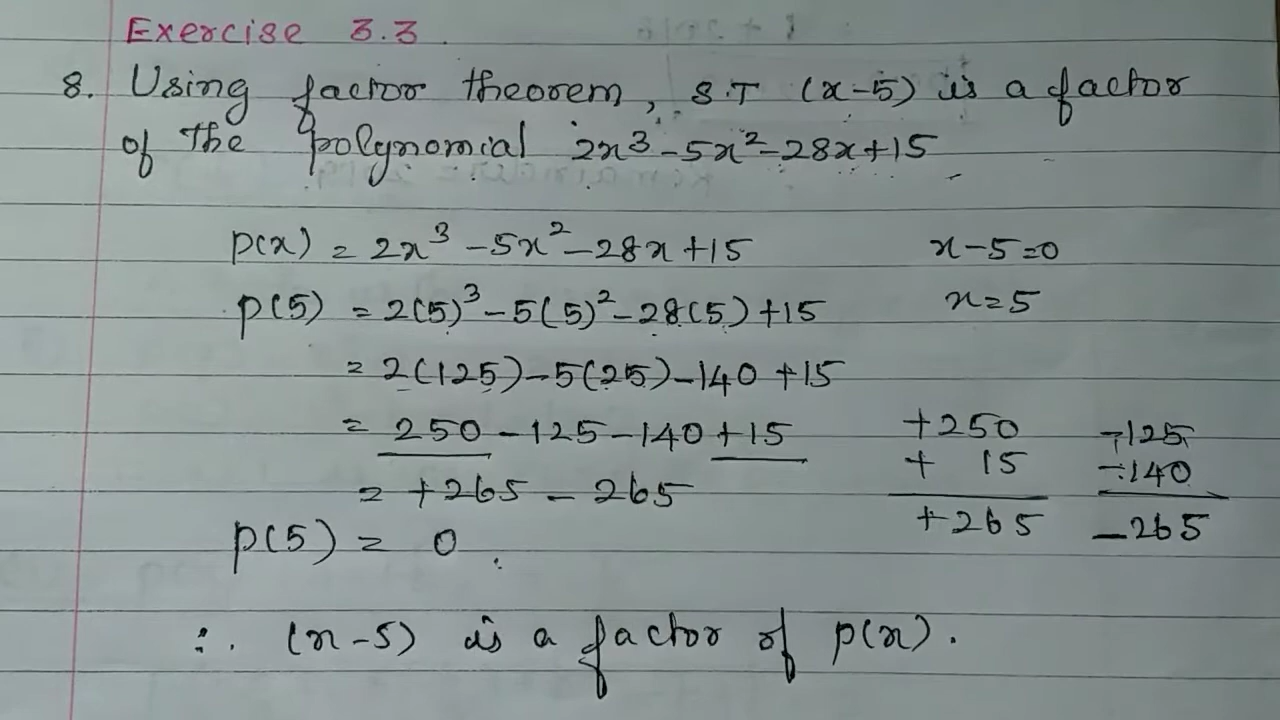 Exercise 3.3
8. Using factor theorem, S.T (x-5) is a factor
of the polynomial 2x³-5x²-28x+15
p(x) = 2x³-5x²-28x+15 x-5=0
p(5) = 2(5)³-5(5)²-28(5)+15 x=5
= 2(125)-5(25)-140+15
= 250-125-140+15 +250 -125
+ 15 -140
= +265-265 +265 -265
p(5) = 0
∴ (x-5) is a factor of p(x).